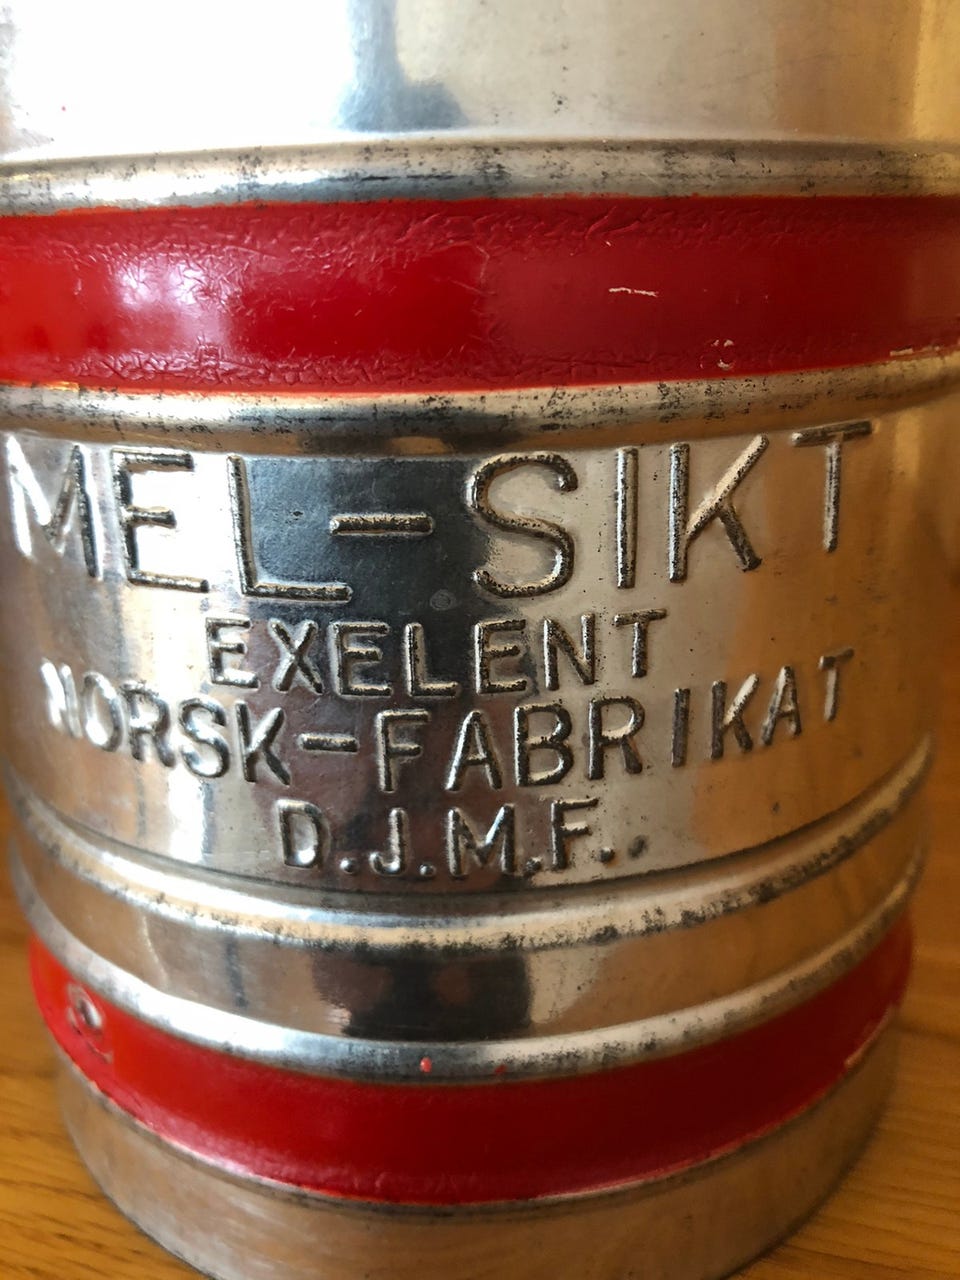 MEL-SIKT
EXELENT
NORSK-FABRIKAT
D.J.M.F.